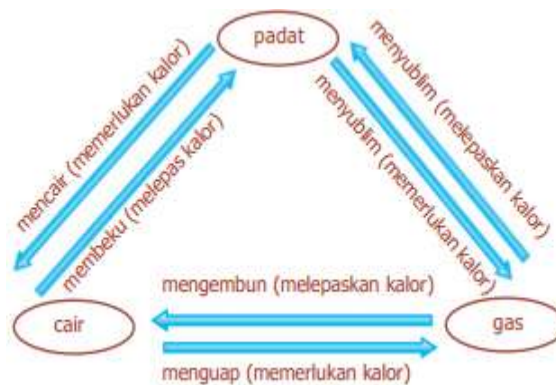 padat
mencair (memerlukan kalor)
membeku (melepas kalor)
menyublim (melepaskan kalor)
menyublim (memerlukan kalor)
mengembun (melepaskan kalor)
cair
gas
menguap (memerlukan kalor)